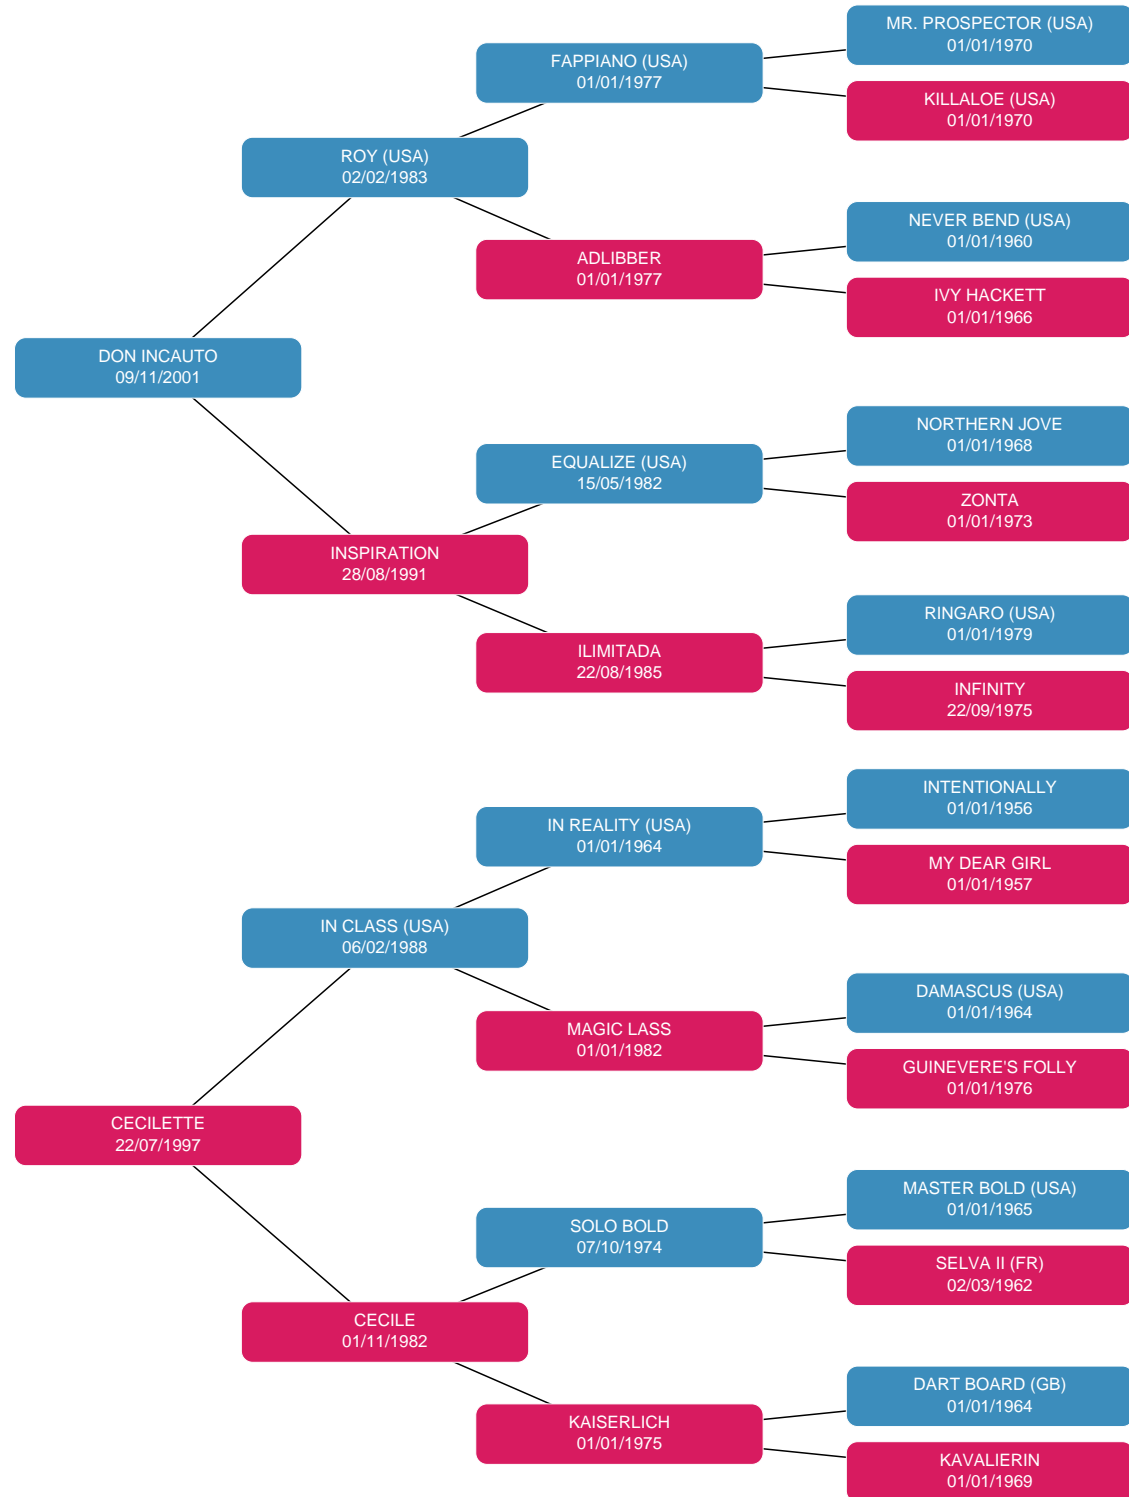 MR. PROSPECTOR (USA)
01/01/1970
FAPPIANO (USA)
01/01/1977
KILLALOE (USA)
01/01/1970
ROY (USA)
02/02/1983
NEVER BEND (USA)
01/01/1960
ADLIBBER
01/01/1977
IVY HACKETT
01/01/1966
DON INCAUTO
09/11/2001
NORTHERN JOVE
01/01/1968
EQUALIZE (USA)
15/05/1982
ZONTA
01/01/1973
INSPIRATION
28/08/1991
RINGARO (USA)
01/01/1979
ILIMITADA
22/08/1985
INFINITY
22/09/1975
INTENTIONALLY
01/01/1956
IN REALITY (USA)
01/01/1964
MY DEAR GIRL
01/01/1957
IN CLASS (USA)
06/02/1988
DAMASCUS (USA)
01/01/1964
MAGIC LASS
01/01/1982
GUINEVERE'S FOLLY
01/01/1976
CECILETTE
22/07/1997
MASTER BOLD (USA)
01/01/1965
SOLO BOLD
07/10/1974
SELVA II (FR)
02/03/1962
CECILE
01/11/1982
DART BOARD (GB)
01/01/1964
KAISERLICH
01/01/1975
KAVALIERIN
01/01/1969